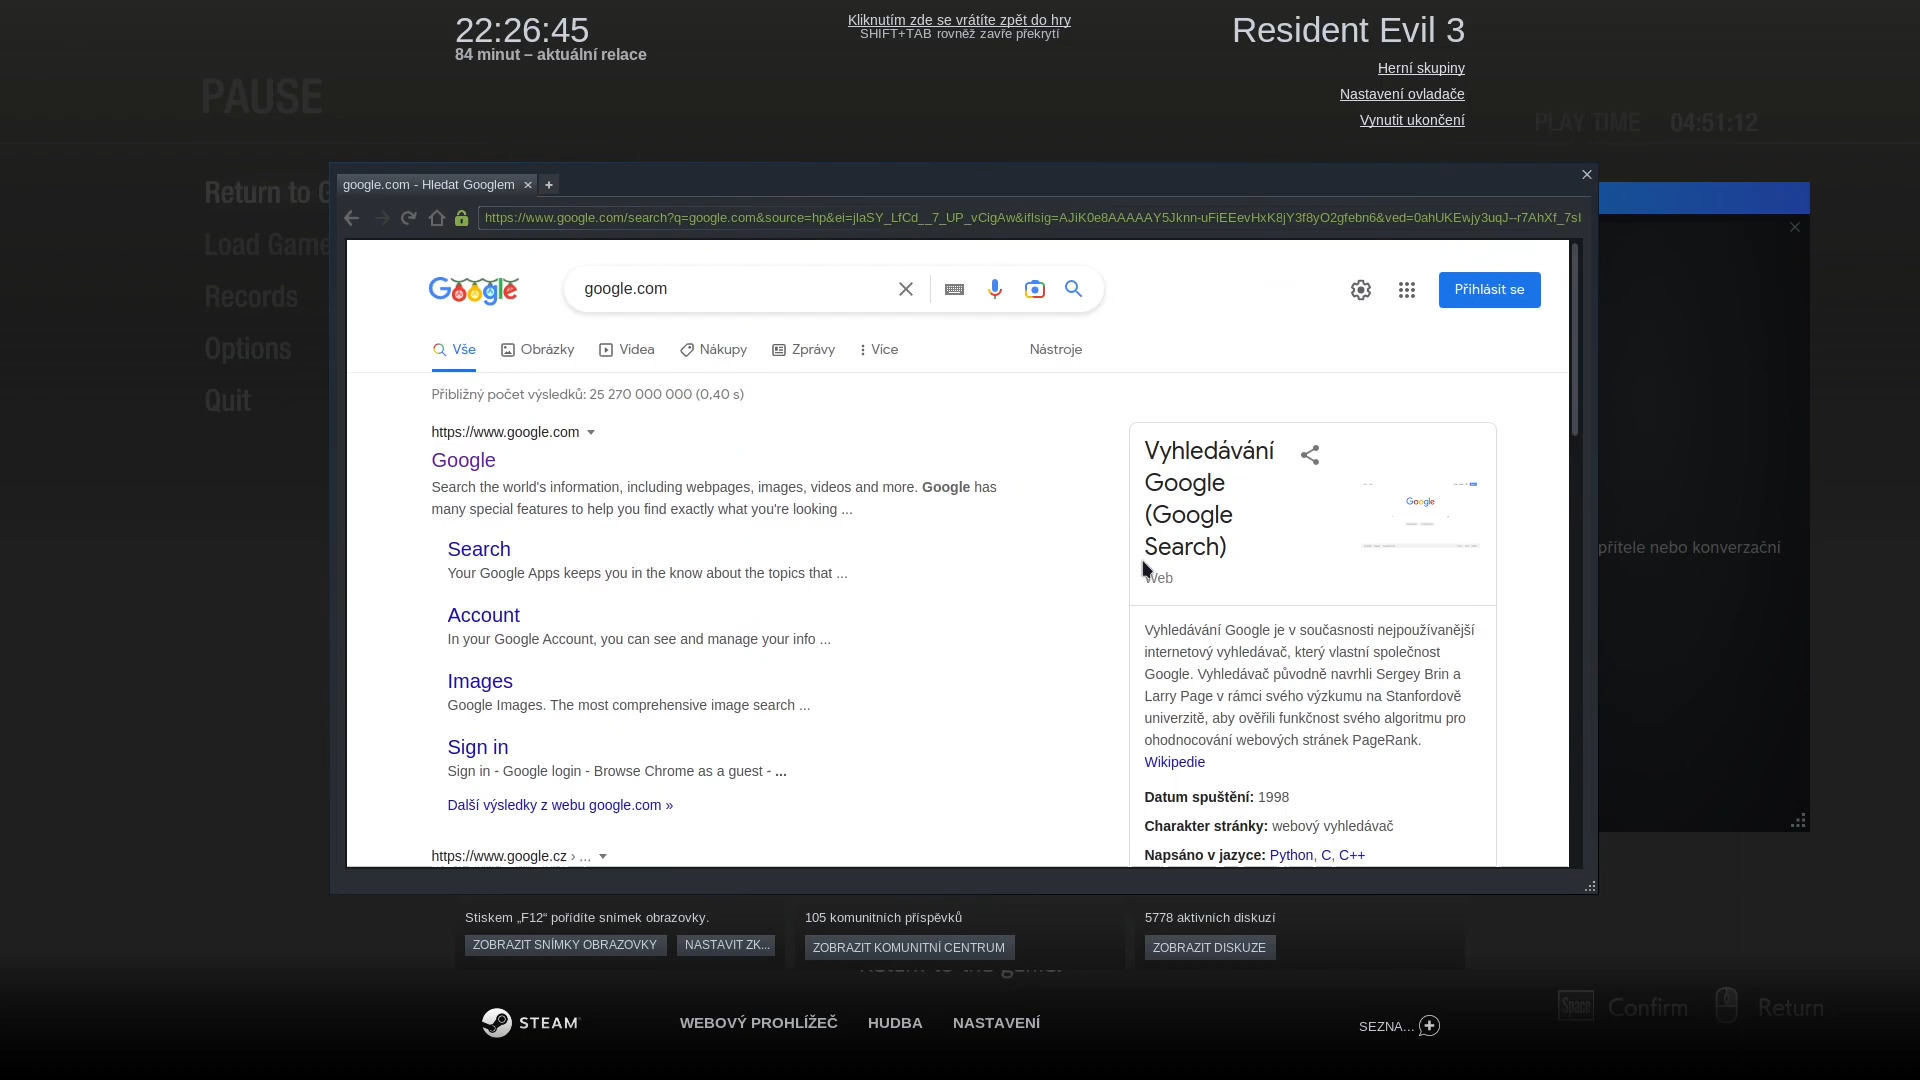 22:26:45
84 minut – aktuální relace
Kliknutím zde se vrátíte zpět do hry
SHIFT+TAB rovněž zavře překrytí
Resident Evil 3
Herní skupiny
Nastavení ovladače
Vynutit ukončení
PAUSE
PLAY TIME 04:51:12
Return to G
Load Game
Records
Options
Quit
google.com - Hledat Googlem
Google
google.com
Přihlásit se
Vše
Obrázky
Videa
Nákupy
Zprávy
Více
Nástroje
Přibližný počet výsledků: 25 270 000 000 (0,40 s)
https://www.google.com
Google
Search the world's information, including webpages, images, videos and more. Google has
many special features to help you find exactly what you're looking ...
Search
Your Google Apps keeps you in the know about the topics that ...
Account
In your Google Account, you can see and manage your info ...
Images
Google Images. The most comprehensive image search ...
Sign in
Sign in - Google login - Browse Chrome as a guest - ...
Další výsledky z webu google.com »
https://www.google.cz › ...
Vyhledávání
Google
(Google
Search)
Web
Google
Vyhledávání Google je v současnosti nejpoužívanější
internetový vyhledávač, který vlastní společnost
Google. Vyhledávač původně navrhli Sergey Brin a
Larry Page v rámci svého výzkumu na Stanfordově
univerzitě, aby ověřili funkčnost svého algoritmu pro
ohodnocování webových stránek PageRank.
Wikipedie
Datum spuštění: 1998
Charakter stránky: webový vyhledávač
Napsáno v jazyce: Python, C, C++
přítele nebo konverzační
Stiskem „F12“ pořídíte snímek obrazovky.
ZOBRAZIT SNÍMKY OBRAZOVKY
NASTAVIT ZK...
105 komunitních příspěvků
ZOBRAZIT KOMUNITNÍ CENTRUM
5778 aktivních diskuzí
ZOBRAZIT DISKUZE
Return to the game.
Space Confirm
Return
STEAM
WEBOVÝ PROHLÍŽEČ
HUDBA
NASTAVENÍ
SEZNA...